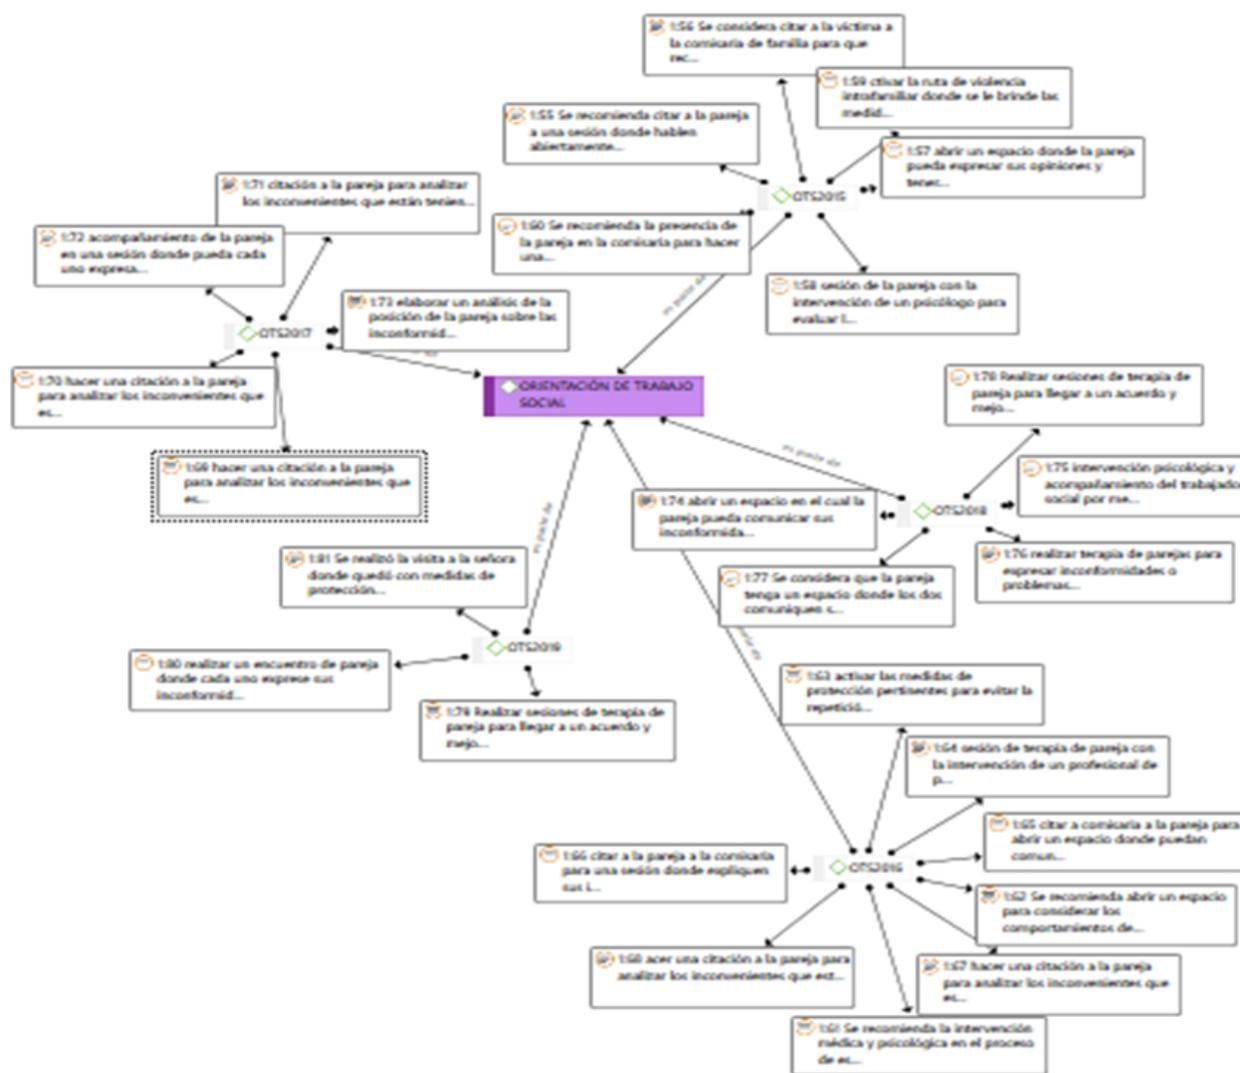 1:56 Se considera citar a la víctima a
la comisaría de familia para que
rec...
1:59 ctivar la ruta de violencia
intrafamiliar donde se le brinde las
medid...
1:55 Se recomienda citar a la pareja
a una sesión donde hablen
abiertamente...
1:57 abrir un espacio donde la pareja
pueda expresar sus opiniones y
tenes...
1:71 citación a la pareja para analizar
los inconvenientes que están tenien...
OTS2015
1:72 acompañamiento de la pareja
en una sesión donde pueda cada
uno expresa...
1:60 Se recomienda la presencia de
la pareja en la comisaría para hacer
una...
1:58 sesión de la pareja con la
intervención de un psicólogo para
evaluar l...
es parte de
1:73 elaborar un análisis de la
posición de la pareja sobre las
inconformid...
OTS2017
1:70 hacer una citación a la pareja
para analizar los inconvenientes que
es...
ORIENTACIÓN DE TRABAJO
SOCIAL
1:78 Realizar sesiones de terapia de
pareja para llegar a un acuerdo y
mejo...
1:69 hacer una citación a la pareja
para analizar los inconvenientes que
es...
es parte de
1:75 intervención psicológica y
acompañamiento del trabajador
social por me...
1:74 abrir un espacio en el cual la
pareja pueda comunicar sus
inconformida...
OTS2018
es parte de
1:76 realizar terapia de parejas para
expresar inconformidades o
problemas...
1:81 Se realizó la visita a la señora
donde quedó con medidas de
protección...
1:77 Se considera que la pareja
tenga un espacio donde los dos
comuniquen s...
OTS2019
parte de
1:80 realizar un encuentro de pareja
donde cada uno exprese sus
inconformid...
1:63 activar las medidas de
protección pertinentes para evitar la
repetició...
1:79 Realizar sesiones de terapia de
pareja para llegar a un acuerdo y
mejo...
1:64 sesión de terapia de pareja con
la intervención de un profesional de
p...
1:65 citar a comisaría a la pareja para
abrir un espacio donde puedan
comun...
1:66 citar a la pareja a la comisaría
para una sesión donde expliquen
sus i...
OTS2016
1:62 Se recomienda abrir un espacio
para considerar los
comportamientos de...
1:68 acer una citación a la pareja para
analizar los inconvenientes que est...
1:67 hacer una citación a la pareja
para analizar los inconvenientes que
es...
1:61 Se recomienda la intervención
médica y psicológica en el proceso
de es...